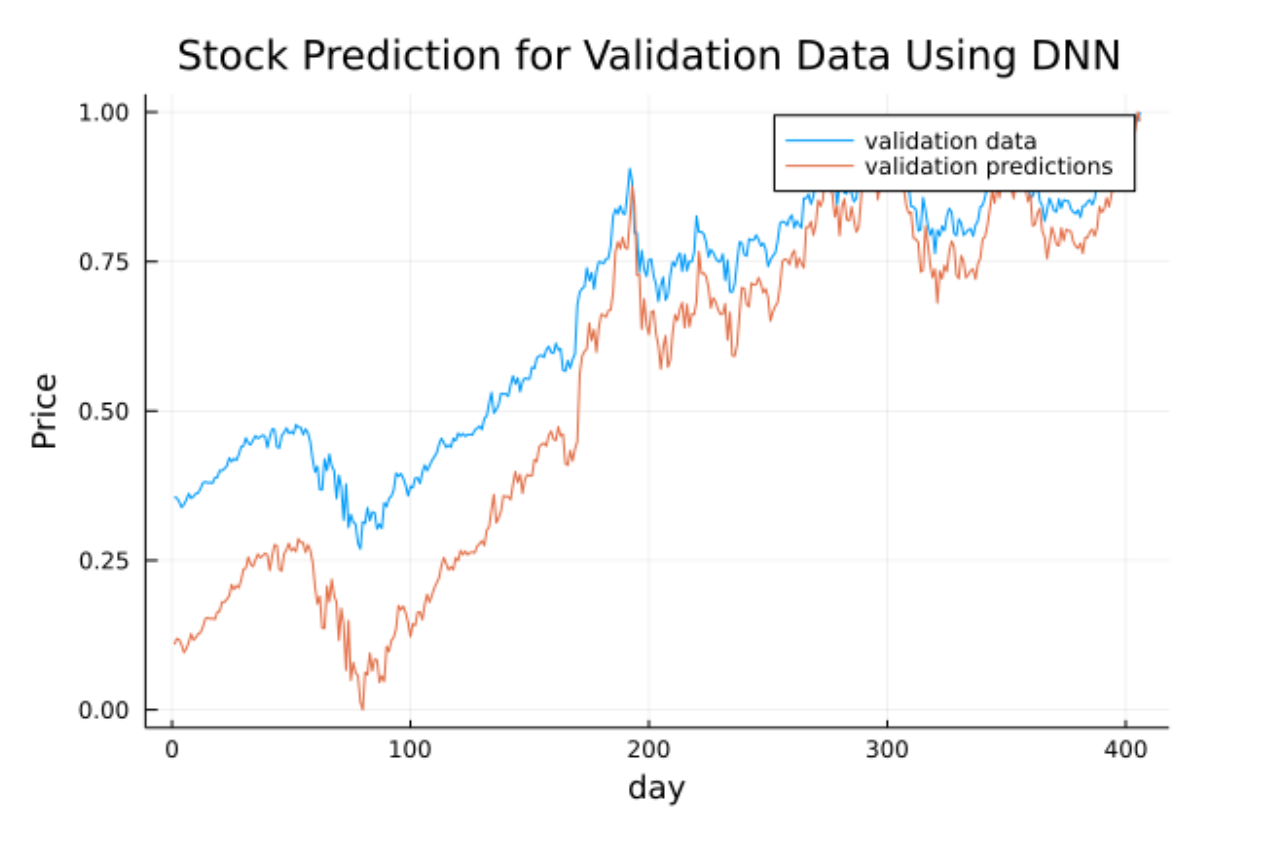 Stock Prediction for Validation Data Using DNN
1.00
validation data
validation predictions
0.75
0.50
Price
0.25
0.00
0 100 200 300 400
day